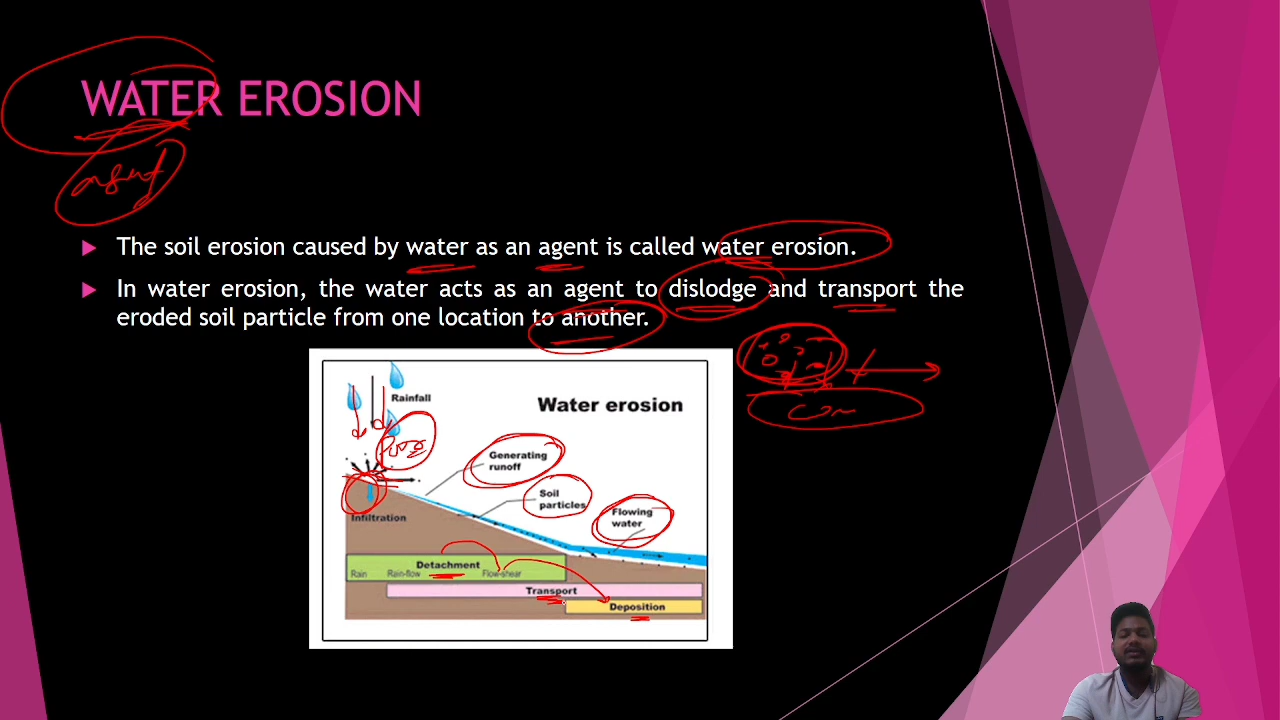 WATER EROSION
The soil erosion caused by water as an agent is called water erosion.
In water erosion, the water acts as an agent to dislodge and transport the
eroded soil particle from one location to another.
Rainfall
Water erosion
Generating
runoff
Soil
particles
Flowing
water
Infiltration
Detachment
Rain Rain-flow Flow-shear
Transport
Deposition